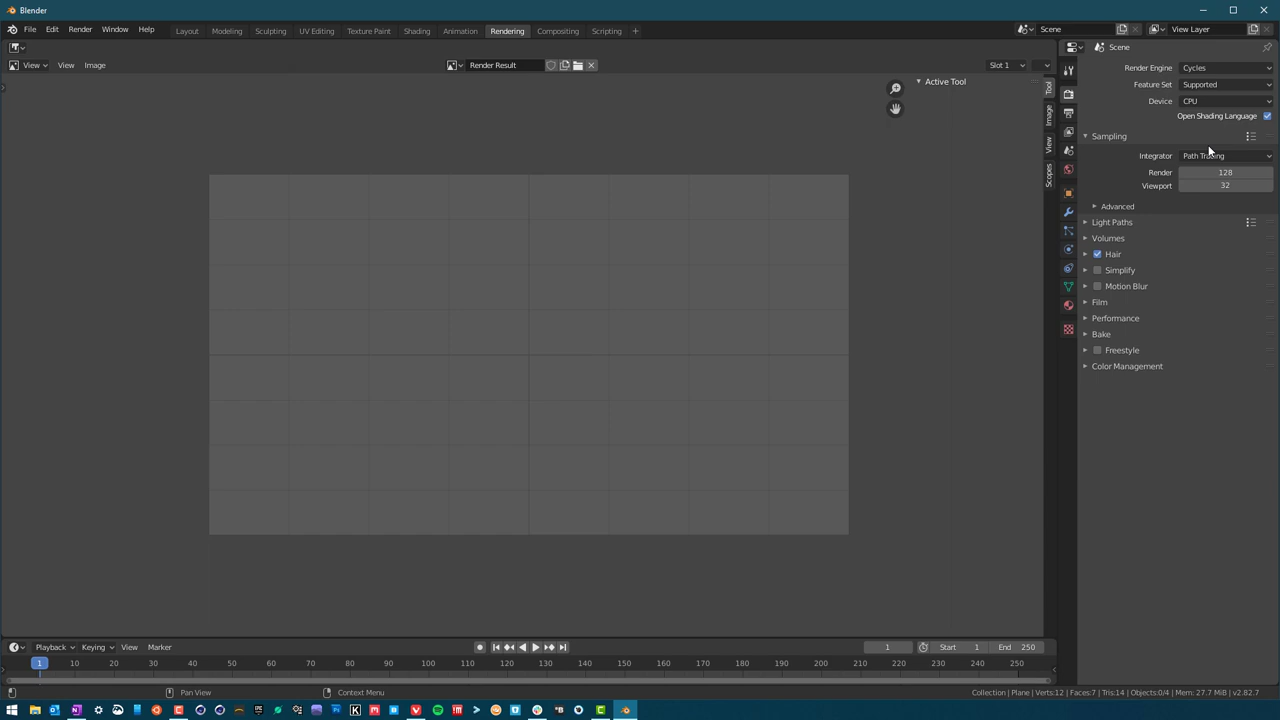 Blender
File Edit Render Window Help Layout Modeling Sculpting UV Editing Texture Paint Shading Animation Rendering Compositing Scripting + Scene View Layer
Scene
View View Image Render Result Slot 1
Render Engine Cycles
Active Tool
Feature Set Supported
Device CPU
Open Shading Language
Sampling
Integrator Path Tracing
Render 128
Viewport 32
Advanced
Light Paths
Volumes
Hair
Simplify
Motion Blur
Film
Performance
Bake
Freestyle
Color Management
Tool
Image
View
Scopes
Playback Keying View Marker 1 Start 1 End 250
1 10 20 30 40 50 60 70 80 90 100 110 120 130 140 150 160 170 180 190 200 210 220 230 240 250
Pan View Context Menu Collection | Plane | Verts:12 | Faces:7 | Tris:14 | Objects:0/4 | Mem: 27.7 MiB | v2.82.7